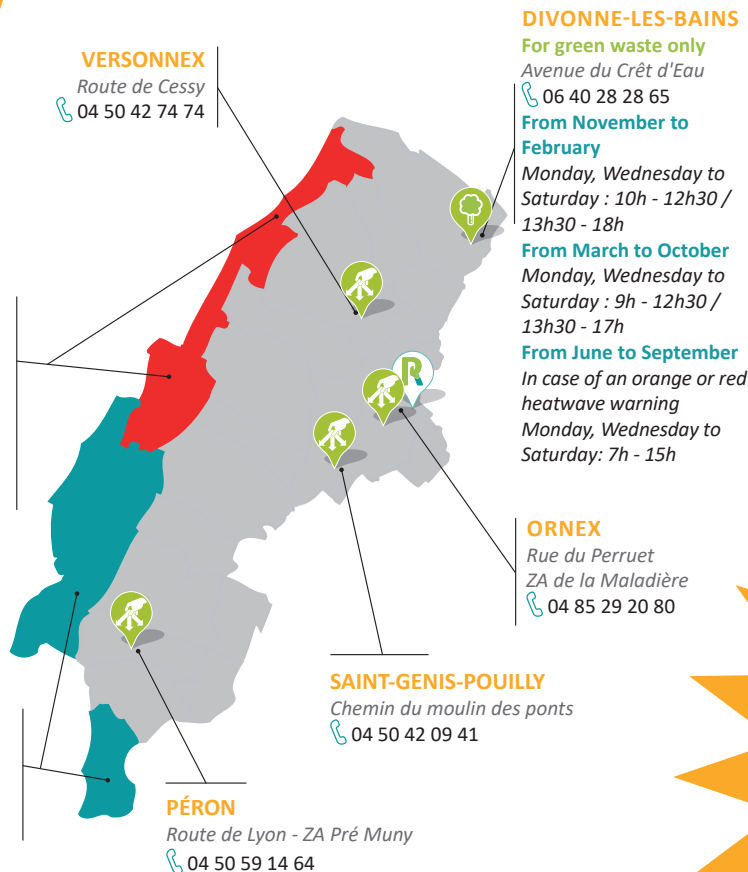 VERSONNEX
Route de Cessy
04 50 42 74 74
DIVONNE-LES-BAINS
For green waste only
Avenue du Crêt d'Eau
06 40 28 28 65
From November to
February
Monday, Wednesday to
Saturday : 10h - 12h30 /
13h30 - 18h
From March to October
Monday, Wednesday to
Saturday : 9h - 12h30 /
13h30 - 17h
From June to September
In case of an orange or red
heatwave warning
Monday, Wednesday to
Saturday: 7h - 15h
R
ORNEX
Rue du Perruet
ZA de la Maladière
04 85 29 20 80
SAINT-GENIS-POUILLY
Chemin du moulin des ponts
04 50 42 09 41
PÉRON
Route de Lyon - ZA Pré Muny
04 50 59 14 64